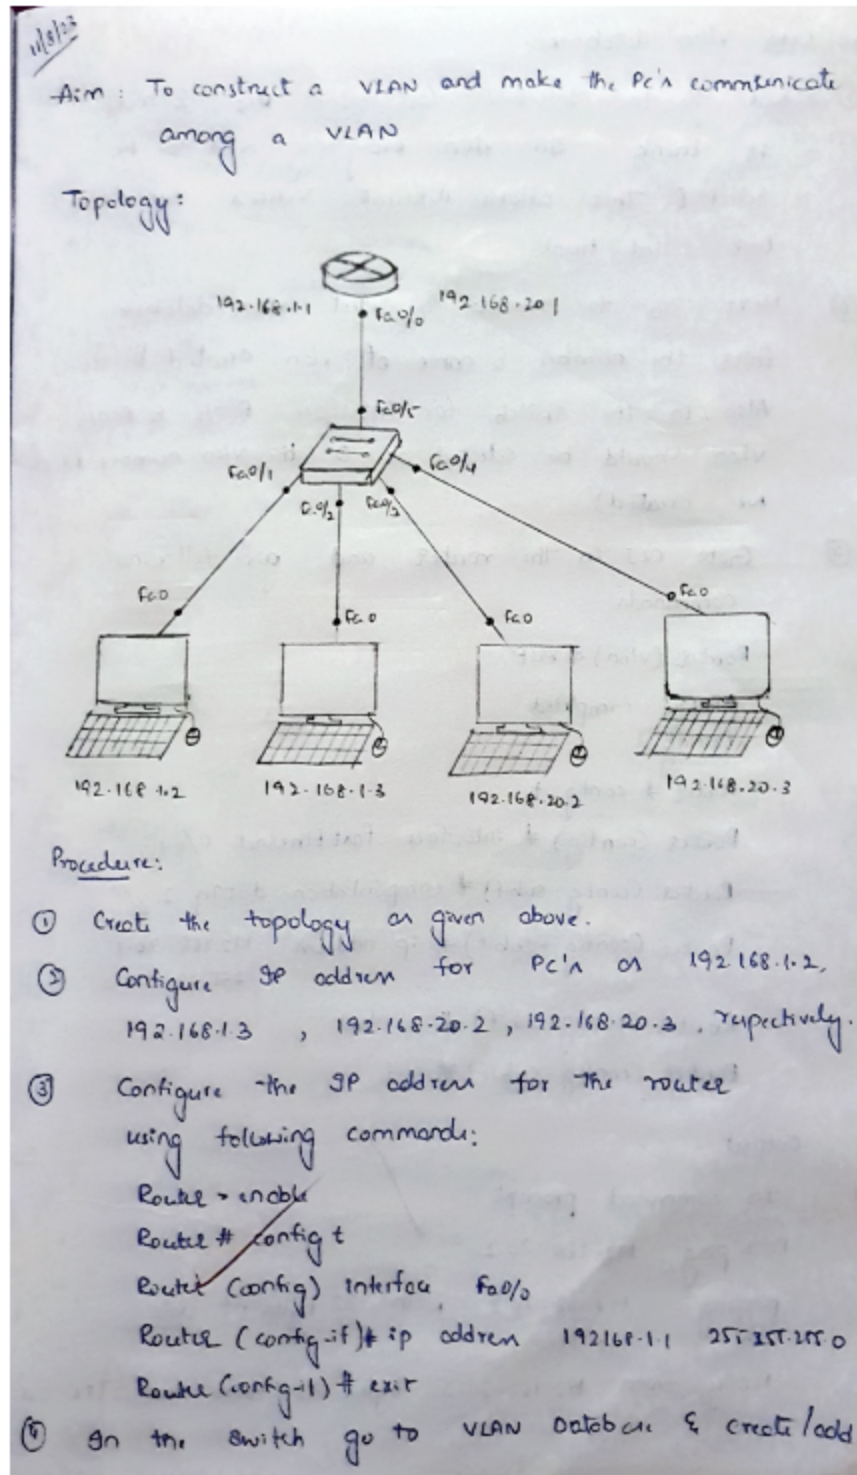 11/8/23
Aim: To construct a VLAN and make the Pc's communicate
among a VLAN
Topology:
192.168.1.1
192.168.20.1
Fa0/0
Fa0/5
Fa0/1
Fa0/2
Fa0/3
Fa0/4
Fa0
Fa0
Fa0
Fa0
192.168.1.2
192.168.1.3
192.168.20.2
192.168.20.3
Procedure:
① Create the topology as given above.
② Configure IP address for PC's as 192.168.1.2,
192.168.1.3 , 192.168.20.2 , 192.168.20.3 . respectively.
③ Configure the IP address for the router
using following commands:
Router > enable
Router # config t
Router (config) interface fa0/0
Router (config-if)# ip address 192168.1.1 255.255.255.0
Router (config-if) # exit
④ In the switch go to VLAN Database & create/add